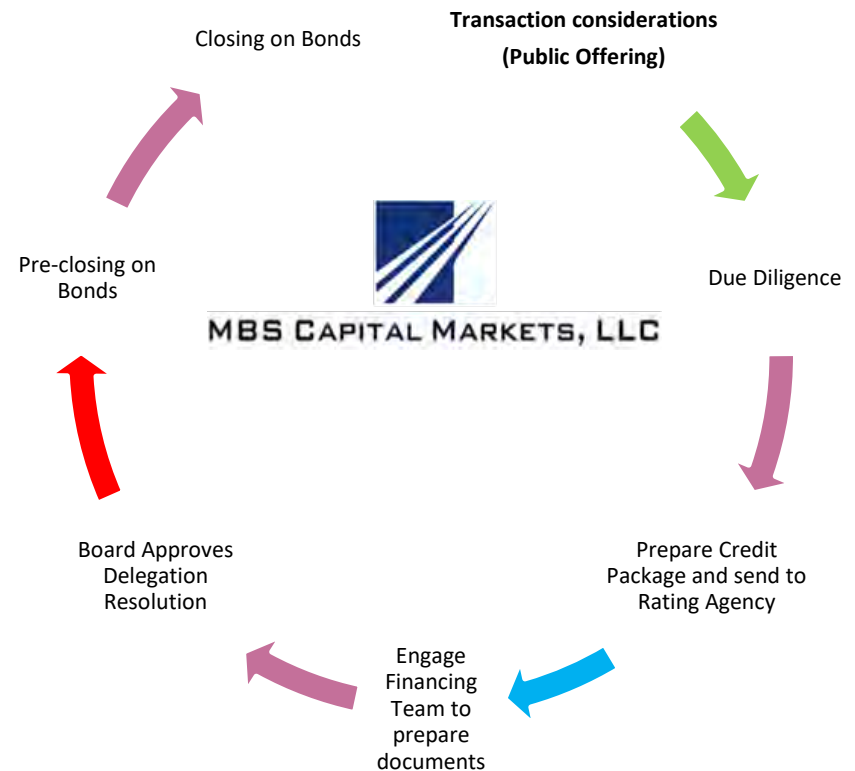 Transaction considerations
(Public Offering)
Due Diligence
Prepare Credit
Package and send to
Rating Agency
Engage
Financing
Team to
prepare
documents
Board Approves
Delegation
Resolution
Pre-closing on
Bonds
Closing on Bonds
MBS CAPITAL MARKETS, LLC